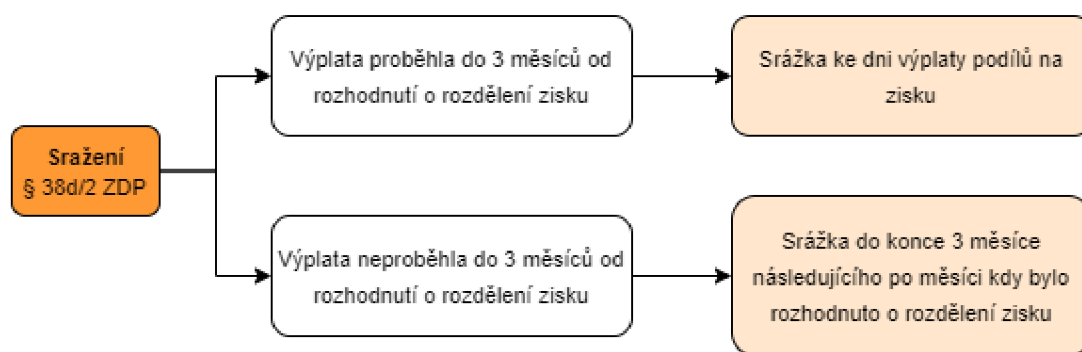 Sražení
§ 38d/2 ZDP
Výplata proběhla do 3 měsíců od
rozhodnutí o rozdělení zisku
Srážka ke dni výplaty podílů na
zisku
Výplata neproběhla do 3 měsíců od
rozhodnutí o rozdělení zisku
Srážka do konce 3 měsíce
následujícího po měsíci kdy bylo
rozhodnuto o rozdělení zisku